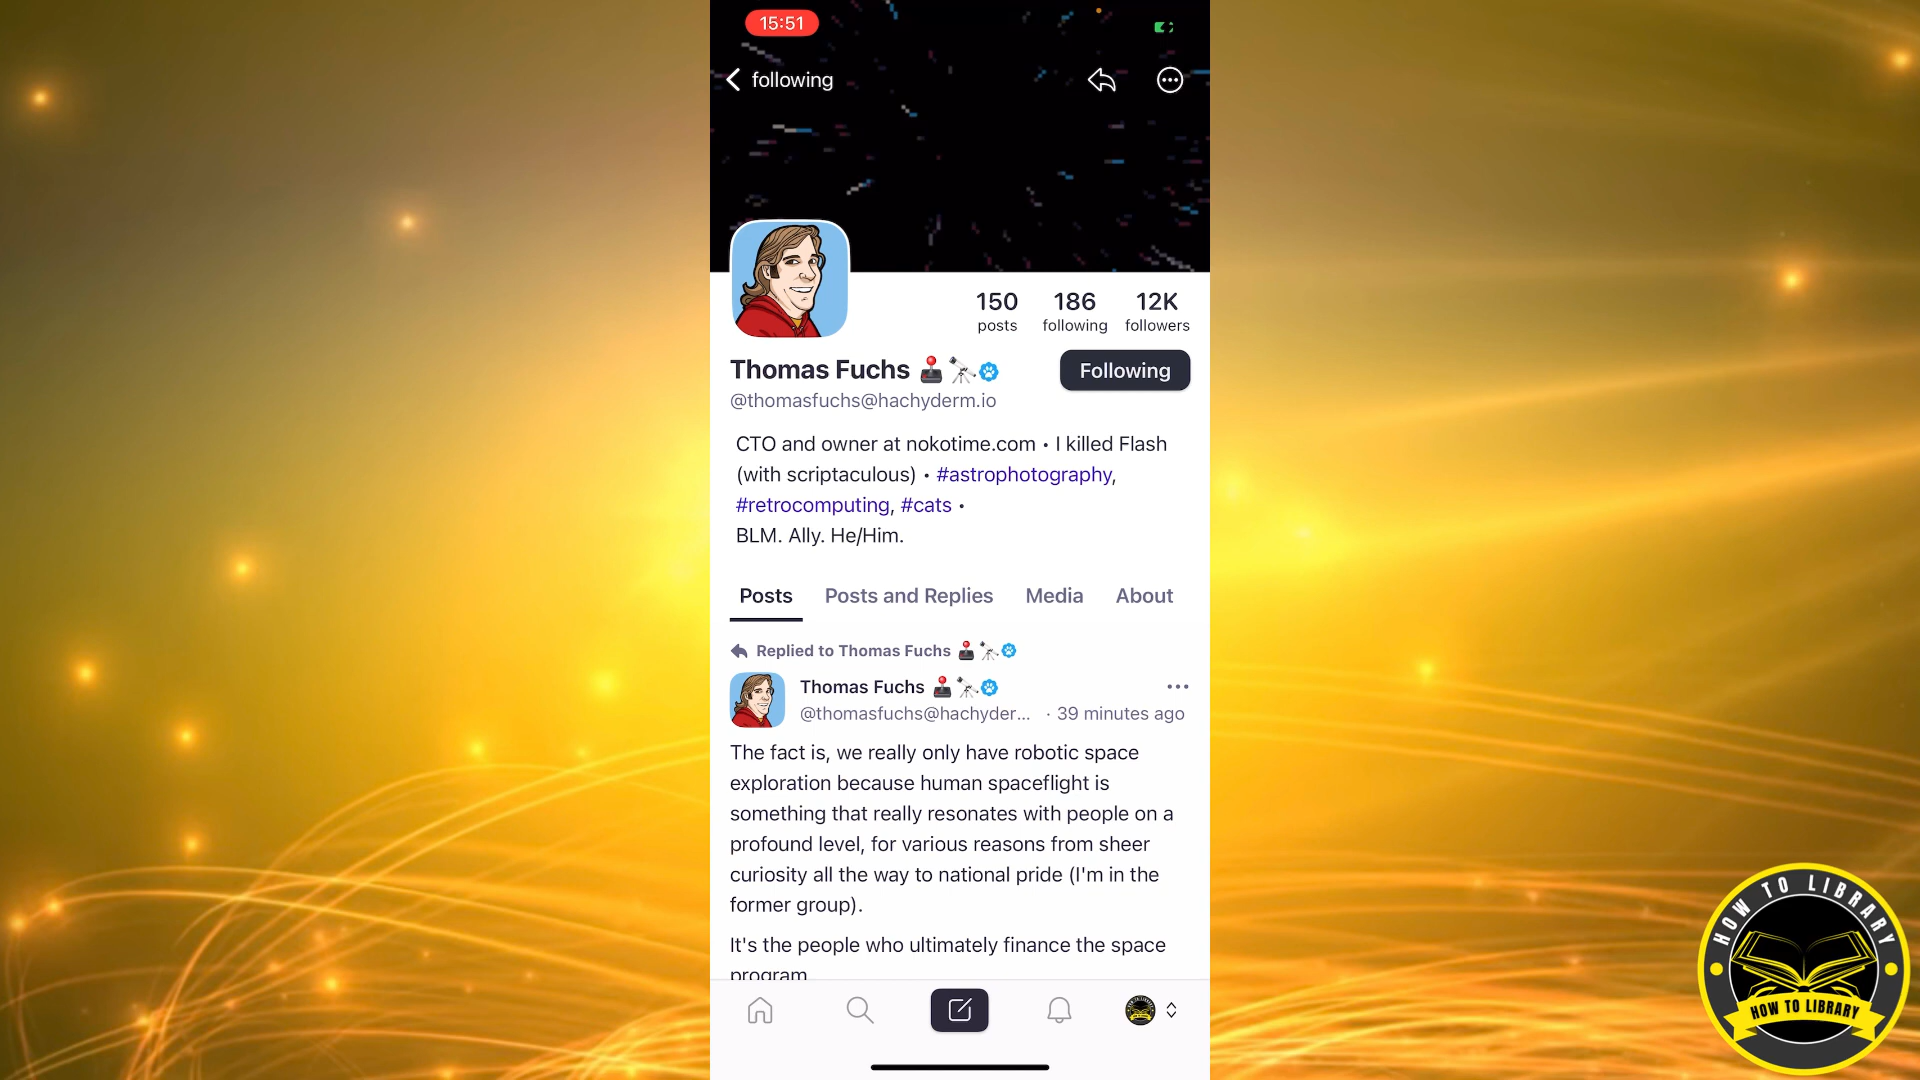 15:51
following
150 186 12K
posts following followers
Thomas Fuchs 🕹️🔭
Following
@thomasfuchs@hachyderm.io
CTO and owner at nokotime.com • I killed Flash
(with scriptaculous) • #astrophotography,
#retrocomputing, #cats •
BLM. Ally. He/Him.
Posts Posts and Replies Media About
Replied to Thomas Fuchs 🕹️🔭
Thomas Fuchs 🕹️🔭
@thomasfuchs@hachyder... · 39 minutes ago
The fact is, we really only have robotic space
exploration because human spaceflight is
something that really resonates with people on a
profound level, for various reasons from sheer
curiosity all the way to national pride (I'm in the
former group).
It's the people who ultimately finance the space
program
HOW TO LIBRARY
HOW TO LIBRARY